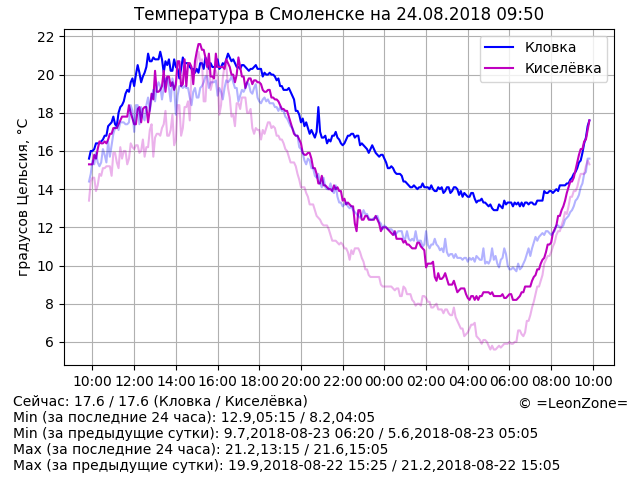 Температура в Смоленске на 24.08.2018 09:50
Кловка
Киселёвка
градусов Цельсия, °C
22
20
18
16
14
12
10
8
6
10:00 12:00 14:00 16:00 18:00 20:00 22:00 00:00 02:00 04:00 06:00 08:00 10:00
Сейчас: 17.6 / 17.6 (Кловка / Киселёвка)
© =LeonZone=
Min (за последние 24 часа): 12.9,05:15 / 8.2,04:05
Min (за предыдущие сутки): 9.7,2018-08-23 06:20 / 5.6,2018-08-23 05:05
Max (за последние 24 часа): 21.2,13:15 / 21.6,15:05
Max (за предыдущие сутки): 19.9,2018-08-22 15:25 / 21.2,2018-08-22 15:05